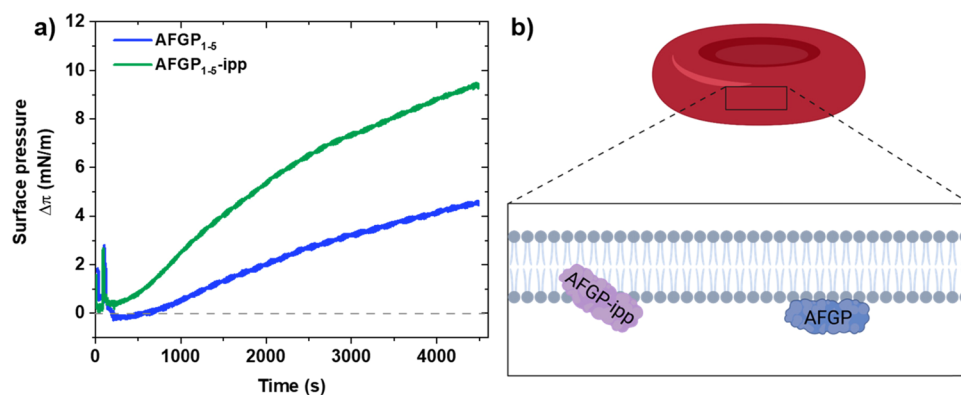 a)
AFGP₁₋₅
AFGP₁₋₅-ipp
12
10
8
6
4
2
0
Surface pressure
Δπ (mN/m)
0 1000 2000 3000 4000
Time (s)
b)
AFGP-ipp
AFGP